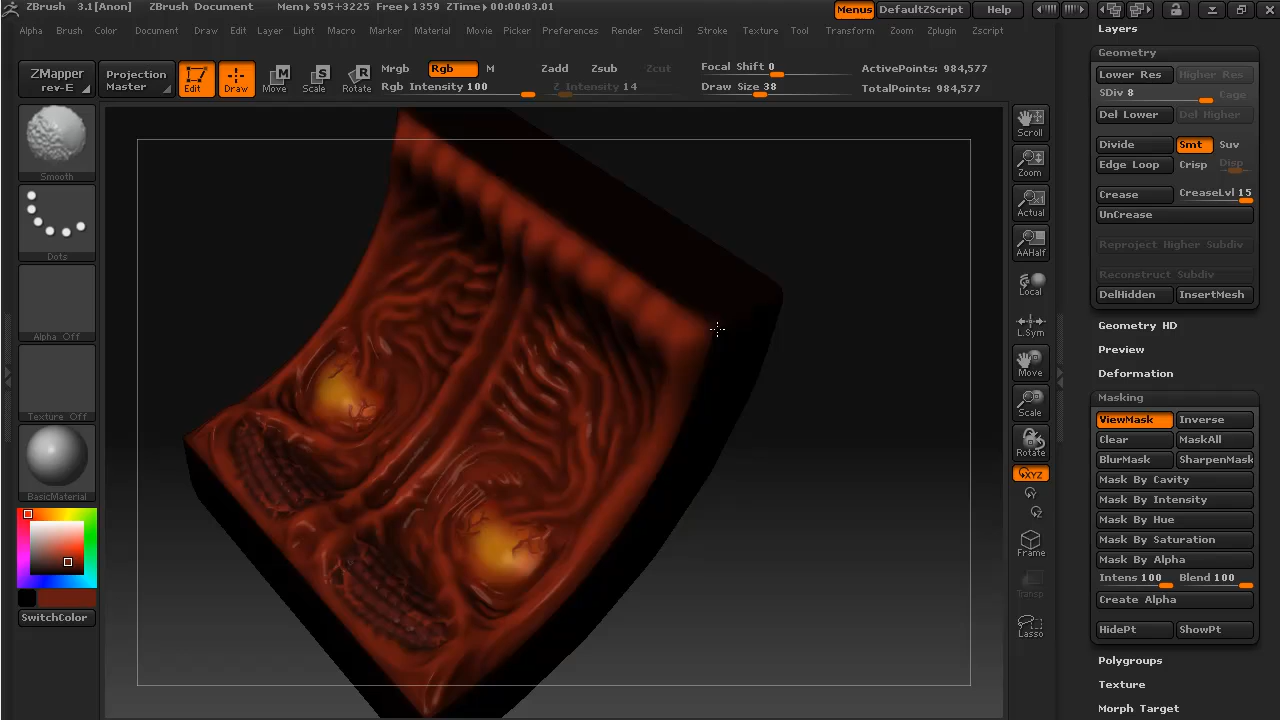 ZBrush 3.1[Anon] ZBrush Document Mem▸595+3225 Free▸1359 ZTime▸00:00:03.01 Menus DefaultZScript Help
Alpha Brush Color Document Draw Edit Layer Light Macro Marker Material Movie Picker Preferences Render Stencil Stroke Texture Tool Transform Zoom Zplugin Zscript
Layers
Geometry
ZMapper rev-E
Projection Master
Edit Draw Move Scale Rotate
Mrgb Rgb M
Rgb Intensity 100
Zadd Zsub Zcut
Z Intensity 14
Focal Shift 0
Draw Size 38
ActivePoints: 984,577
TotalPoints: 984,577
Smooth
Dots
Alpha Off
Texture Off
BasicMaterial
SwitchColor
Scroll
Zoom
Actual
AAHalf
Local
L.Sym
Move
Scale
Rotate
XYZ
Frame
Transp
Lasso
Lower Res Higher Res
SDiv 8 Cage
Del Lower Del Higher
Divide Smt Suv
Edge Loop Crisp Disp
Crease CreaseLvl 15
UnCrease
Reproject Higher Subdiv
Reconstruct Subdiv
DelHidden InsertMesh
Geometry HD
Preview
Deformation
Masking
ViewMask Inverse
Clear MaskAll
BlurMask SharpenMask
Mask By Cavity
Mask By Intensity
Mask By Hue
Mask By Saturation
Mask By Alpha
Intens 100 Blend 100
Create Alpha
HidePt ShowPt
Polygroups
Texture
Morph Target